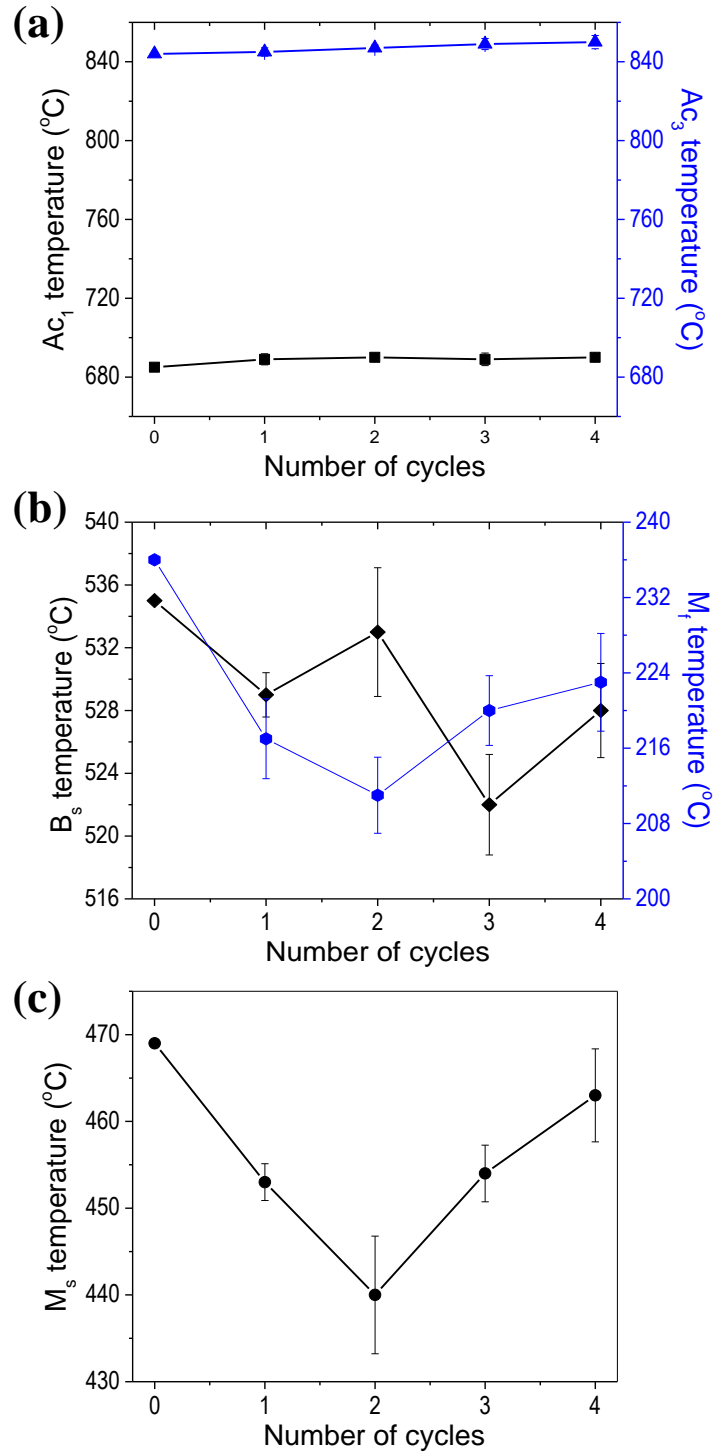 (a)
840
800
760
720
680
Ac₁ temperature (°C)
840
800
760
720
680
Ac₃ temperature (°C)
0 1 2 3 4
Number of cycles
(b)
540
536
532
528
524
520
516
B_s temperature (°C)
240
232
224
216
208
200
M_f temperature (°C)
0 1 2 3 4
Number of cycles
(c)
470
460
450
440
430
M_s temperature (°C)
0 1 2 3 4
Number of cycles